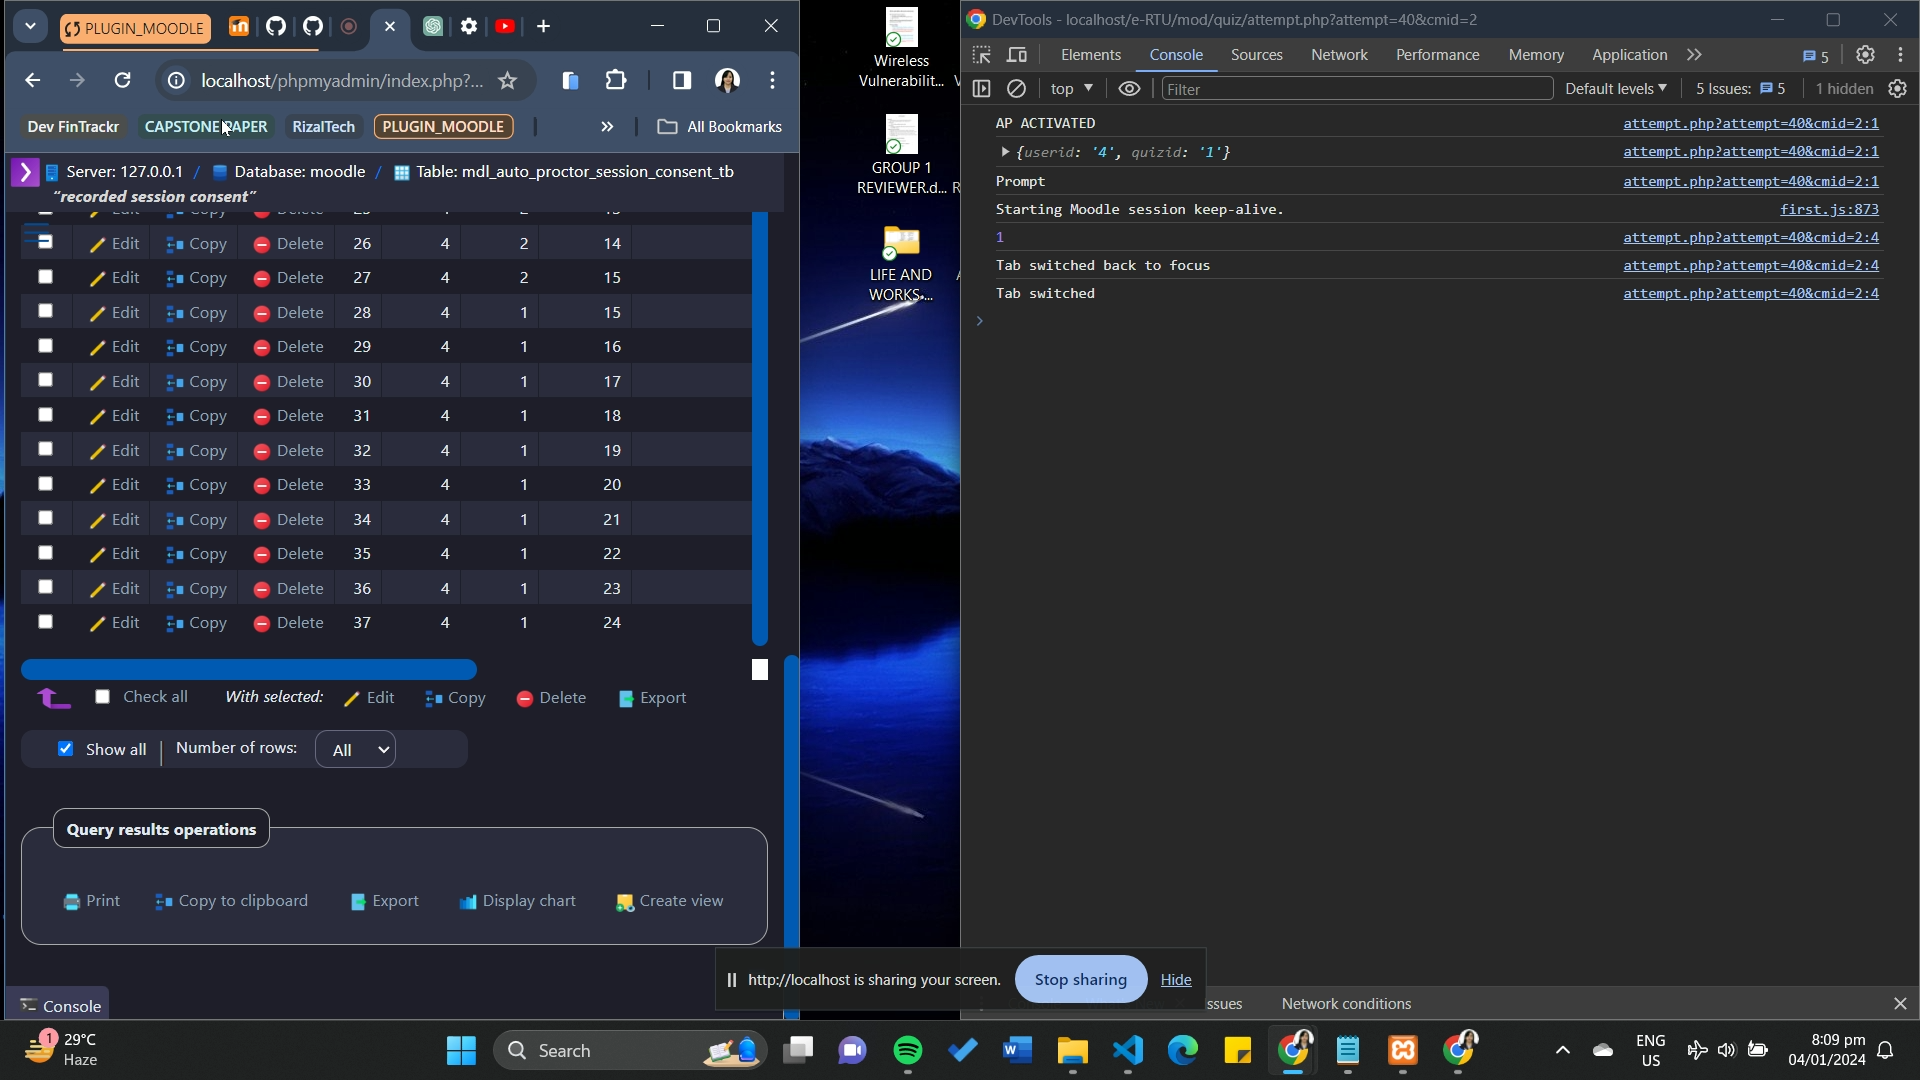 PLUGIN_MOODLE
localhost/phpmyadmin/index.php?...
Dev FinTrackr
CAPSTONE PAPER
RizalTech
PLUGIN_MOODLE
»
All Bookmarks
Server: 127.0.0.1 / Database: moodle / Table: mdl_auto_proctor_session_consent_tb
"recorded session consent"
Edit Copy Delete 26 4 2 14
Edit Copy Delete 27 4 2 15
Edit Copy Delete 28 4 1 15
Edit Copy Delete 29 4 1 16
Edit Copy Delete 30 4 1 17
Edit Copy Delete 31 4 1 18
Edit Copy Delete 32 4 1 19
Edit Copy Delete 33 4 1 20
Edit Copy Delete 34 4 1 21
Edit Copy Delete 35 4 1 22
Edit Copy Delete 36 4 1 23
Edit Copy Delete 37 4 1 24
Check all With selected: Edit Copy Delete Export
Show all Number of rows: All
Query results operations
Print Copy to clipboard Export Display chart Create view
Console
Wireless
Vulnerabilit...
GROUP 1
REVIEWER.d...
LIFE AND
WORKS-...
DevTools - localhost/e-RTU/mod/quiz/attempt.php?attempt=40&cmid=2
Elements Console Sources Network Performance Memory Application » 5
top Filter Default levels 5 Issues: 5 1 hidden
AP ACTIVATED attempt.php?attempt=40&cmid=2:1
{userid: '4', quizid: '1'} attempt.php?attempt=40&cmid=2:1
Prompt attempt.php?attempt=40&cmid=2:1
Starting Moodle session keep-alive. first.js:873
1 attempt.php?attempt=40&cmid=2:4
Tab switched back to focus attempt.php?attempt=40&cmid=2:4
Tab switched attempt.php?attempt=40&cmid=2:4
http://localhost is sharing your screen. Stop sharing Hide
ssues Network conditions
1
29°C
Haze
Search
ENG
US
8:09 pm
04/01/2024